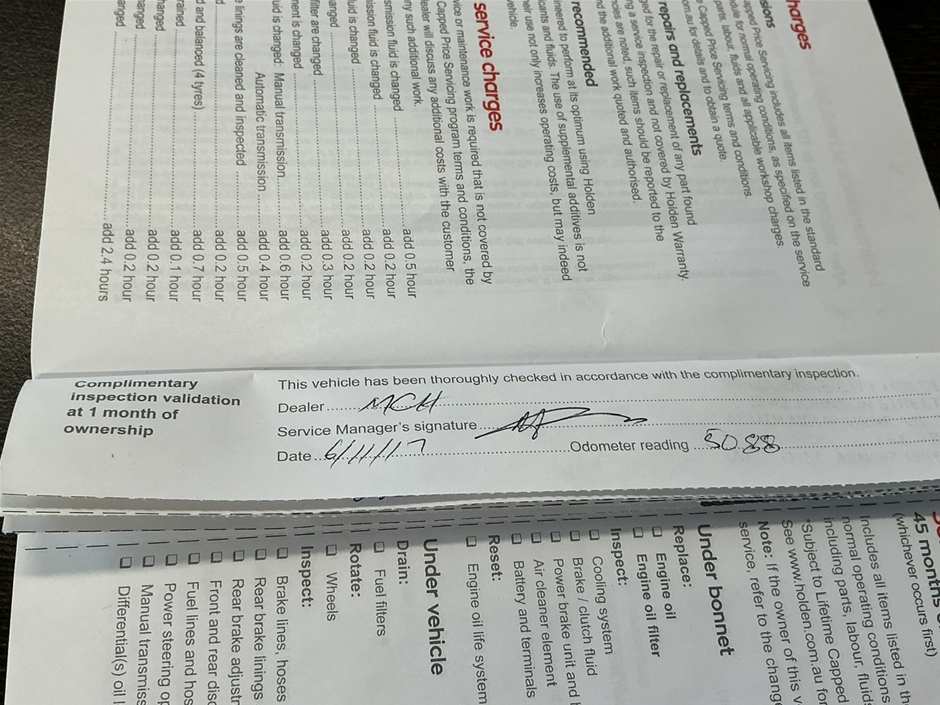 harges
sions
apped Price Servicing includes all items listed in the standard
dule for normal operating conditions, as specified on the service
parts, labour, fluids and all applicable workshop charges.
Capped Price Servicing terms and conditions.
om.au for details and to obtain a quote.
repairs and replacements
ged for the repair or replacement of any part found
g a service inspection and not covered by Holden Warranty.
cles are noted, such items should be reported to the
nd the additional work quoted and authorised.
recommended
ineered to perform at its optimum using Holden
icants and fluids. The use of supplemental additives is not
heir use not only increases operating costs, but may indeed
vehicle.
service charges
vice or maintenance work is required that is not covered by
Capped Price Servicing program terms and conditions, the
ealer will discuss any additional costs with the customer
ny such additional work.
smission fluid is changed add 0.5 hour
ission fluid is changed add 0.2 hour
luid is changed add 0.2 hour
anged add 0.2 hour
filter are changed add 0.3 hour
ment is changed add 0.2 hour
uid is changed: Manual transmission add 0.6 hour
Automatic transmission add 0.4 hour
e linings are cleaned and inspected add 0.5 hour
d add 0.2 hour
d and balanced (4 tyres) add 0.7 hour
rained add 0.1 hour
hanged add 0.2 hour
hanged add 0.2 hour
anged add 2.4 hours
Complimentary
inspection validation
at 1 month of
ownership
This vehicle has been thoroughly checked in accordance with the complimentary inspection.
Dealer MCH
Service Manager's signature
Date 6/11/17 Odometer reading 5088
45 months
(whichever occurs first)
Includes all items listed in th
normal operating conditions
including parts, labour, fluids
*Subject to Lifetime Capped
See www.holden.com.au for
Note: If the owner of this v
service, refer to the change
Under bonnet
Replace:
☐ Engine oil
☐ Engine oil filter
Inspect:
☐ Cooling system
☐ Brake / clutch fluid
☐ Power brake unit and
☐ Air cleaner element
☐ Battery and terminals
Reset:
☐ Engine oil life system
Under vehicle
Drain:
☐ Fuel filters
Rotate:
☐ Wheels
Inspect:
☐ Brake lines, hoses
☐ Rear brake linings
☐ Rear brake adjustr
☐ Front and rear disc
☐ Fuel lines and hos
☐ Power steering op
☐ Manual transmiss
☐ Differential(s) oil l